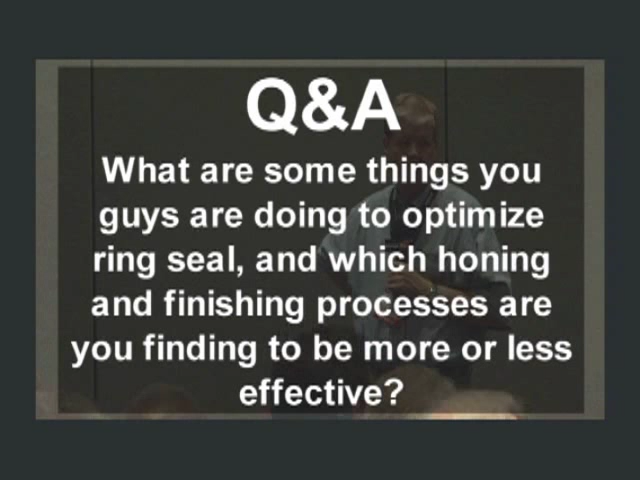 Q&A
What are some things you
guys are doing to optimize
ring seal, and which honing
and finishing processes are
you finding to be more or less
effective?